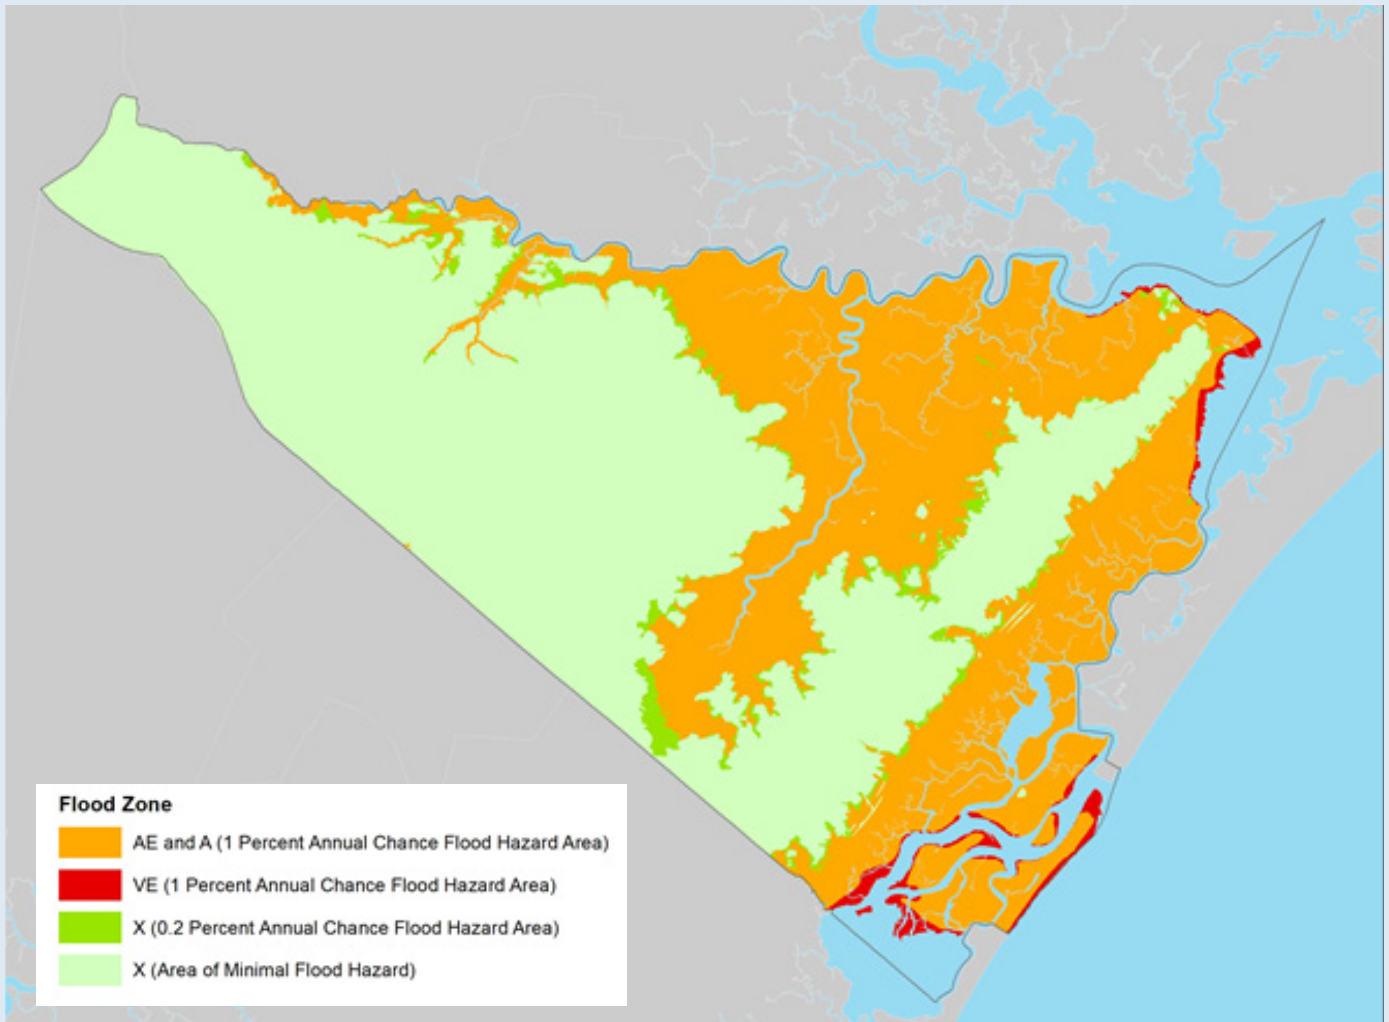 Flood Zone
AE and A (1 Percent Annual Chance Flood Hazard Area)
VE (1 Percent Annual Chance Flood Hazard Area)
X (0.2 Percent Annual Chance Flood Hazard Area)
X (Area of Minimal Flood Hazard)